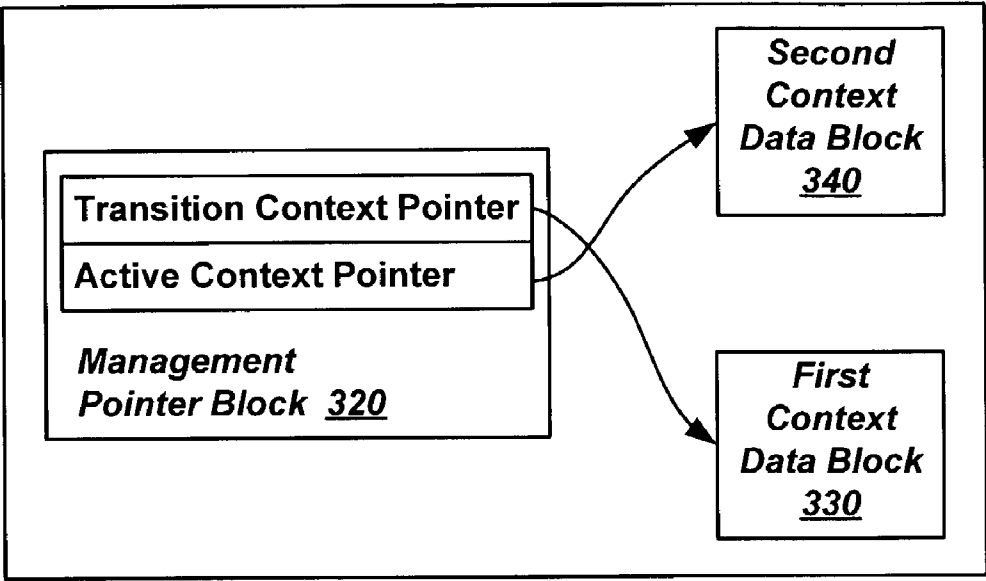 Transition Context Pointer
Active Context Pointer
Management
Pointer Block 320
Second
Context
Data Block
340
First
Context
Data Block
330